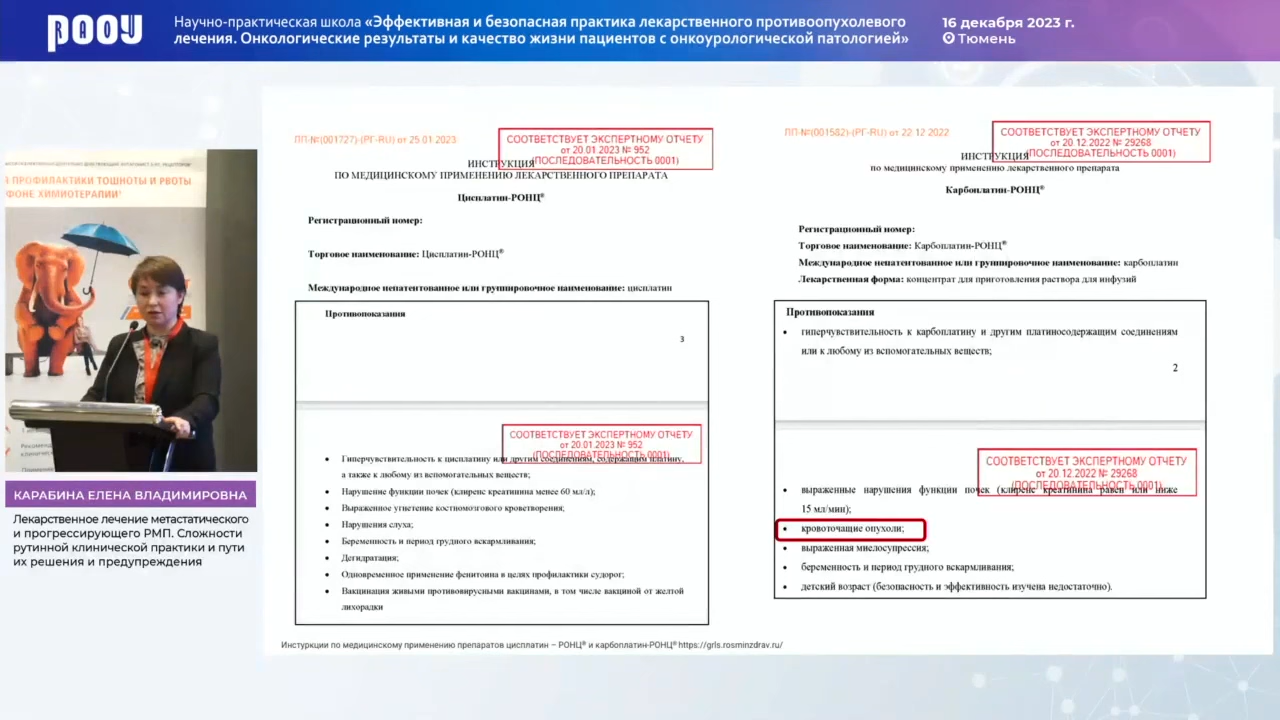 РАОУ
Научно-практическая школа «Эффективная и безопасная практика лекарственного противоопухолевого
лечения. Онкологические результаты и качество жизни пациентов с онкоурологической патологией»
16 декабря 2023 г.
Тюмень
Й ПРОФИЛАКТИКИ ТОШНОТЫ И РВОТЫ
ФОНЕ ХИМИОТЕРАПИИ
КАРАБИНА ЕЛЕНА ВЛАДИМИРОВНА
Лекарственное лечение метастатического
и прогрессирующего РМП. Сложности
рутинной клинической практики и пути
их решения и предупреждения
ЛП-№(001727)-(РГ-RU) от 25.01.2023
СООТВЕТСТВУЕТ ЭКСПЕРТНОМУ ОТЧЕТУ
от 20.01.2023 № 952
(ПОСЛЕДОВАТЕЛЬНОСТЬ 0001)
ИНСТРУКЦИЯ
ПО МЕДИЦИНСКОМУ ПРИМЕНЕНИЮ ЛЕКАРСТВЕННОГО ПРЕПАРАТА
Цисплатин-РОНЦ®
Регистрационный номер:
Торговое наименование: Цисплатин-РОНЦ®
Международное непатентованное или группировочное наименование: цисплатин
Противопоказания
3
СООТВЕТСТВУЕТ ЭКСПЕРТНОМУ ОТЧЕТУ
от 20.01.2023 № 952
(ПОСЛЕДОВАТЕЛЬНОСТЬ 0001)
• Гиперчувствительность к цисплатину или другим соединениям, содержащим платину,
а также к любому из вспомогательных веществ;
• Нарушение функции почек (клиренс креатинина менее 60 мл/л);
• Выраженное угнетение костномозгового кроветворения;
• Нарушения слуха;
• Беременность и период грудного вскармливания;
• Дегидратация;
• Одновременное применение фенитоина в целях профилактики судорог;
• Вакцинация живыми противовирусными вакцинами, в том числе вакциной от желтой
лихорадки
ЛП-№(001582)-(РГ-RU) от 22.12.2022
СООТВЕТСТВУЕТ ЭКСПЕРТНОМУ ОТЧЕТУ
от 20.12.2022 № 29268
(ПОСЛЕДОВАТЕЛЬНОСТЬ 0001)
ИНСТРУКЦИЯ
по медицинскому применению лекарственного препарата
Карбоплатин-РОНЦ®
Регистрационный номер:
Торговое наименование: Карбоплатин-РОНЦ®
Международное непатентованное или группировочное наименование: карбоплатин
Лекарственная форма: концентрат для приготовления раствора для инфузий
Противопоказания
• гиперчувствительность к карбоплатину и другим платиносодержащим соединениям
или к любому из вспомогательных веществ;
2
СООТВЕТСТВУЕТ ЭКСПЕРТНОМУ ОТЧЕТУ
от 20.12.2022 № 29268
(ПОСЛЕДОВАТЕЛЬНОСТЬ 0001)
• выраженные нарушения функции почек (клиренс креатинина равен или ниже
15 мл/мин);
• кровоточащие опухоли;
• выраженная миелосупрессия;
• беременность и период грудного вскармливания;
• детский возраст (безопасность и эффективность изучена недостаточно).
Инстуркции по медицинскому применению препаратов цисплатин – РОНЦ® и карбоплатин-РОНЦ® https://grls.rosminzdrav.ru/